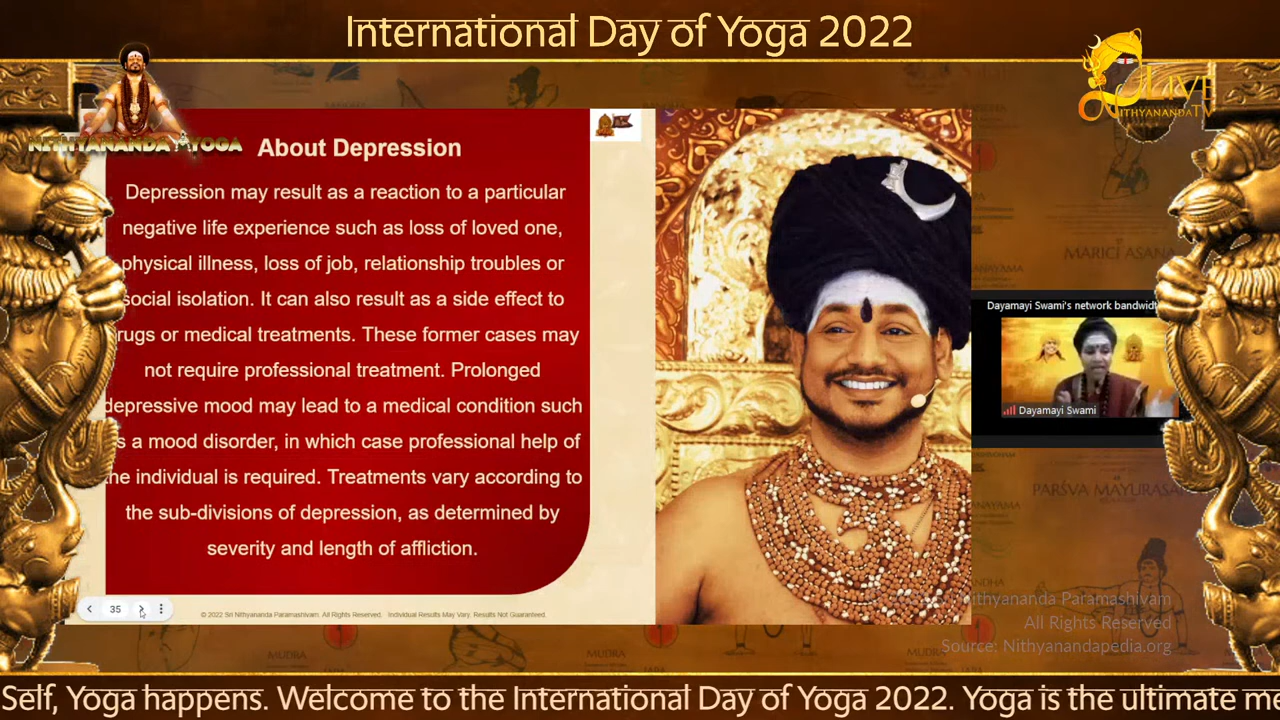 International Day of Yoga 2022
LIVE
NITHYANANDATV
NITHYANANDA YOGA
About Depression
Depression may result as a reaction to a particular
negative life experience such as loss of loved one,
physical illness, loss of job, relationship troubles or
social isolation. It can also result as a side effect to
rugs or medical treatments. These former cases may
not require professional treatment. Prolonged
depressive mood may lead to a medical condition such
s a mood disorder, in which case professional help of
he individual is required. Treatments vary according to
the sub-divisions of depression, as determined by
severity and length of affliction.
35
© 2022 Sri Nithyananda Paramashivam. All Rights Reserved. Individual Results May Vary. Results Not Guaranteed.
Dayamayi Swami's network bandwidt
Dayamayi Swami
MARICI ASANA
PARŚVA MAYURASA
MUDRA
MUDRA
MUDRA
Nithyananda Paramashivam
All Rights Reserved
Source: Nithyanandapedia.org
Self, Yoga happens. Welcome to the International Day of Yoga 2022. Yoga is the ultimate me